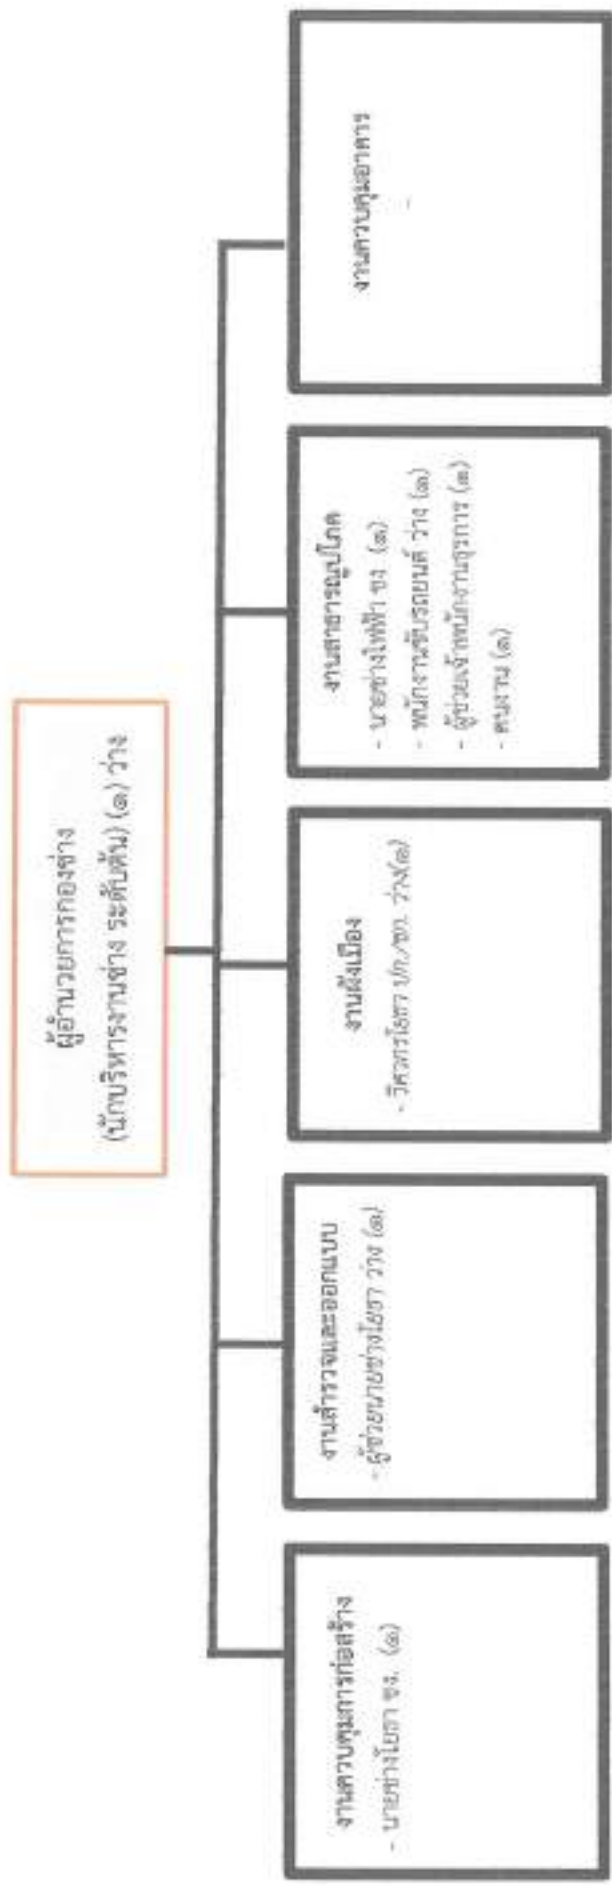 ผู้อำนวยการกองช่าง
(นักบริหารงานช่าง ระดับต้น) (๑) ว่าง
งานควบคุมการก่อสร้าง
- นายช่างโยธา ชง. (๑)
งานสำรวจและออกแบบ
- ผู้ช่วยนายช่างโยธา ว่าง (๑)
งานผังเมือง
- วิศวกรโยธา ปก./ชก. ว่าง(๑)
งานสาธารณูปโภค
- นายช่างไฟฟ้า ชง (๑)
- พนักงานขับรถยนต์ ว่าง (๑)
- ผู้ช่วยเจ้าพนักงานธุรการ (๑)
- คนงาน (๑)
งานควบคุมอาคาร
-